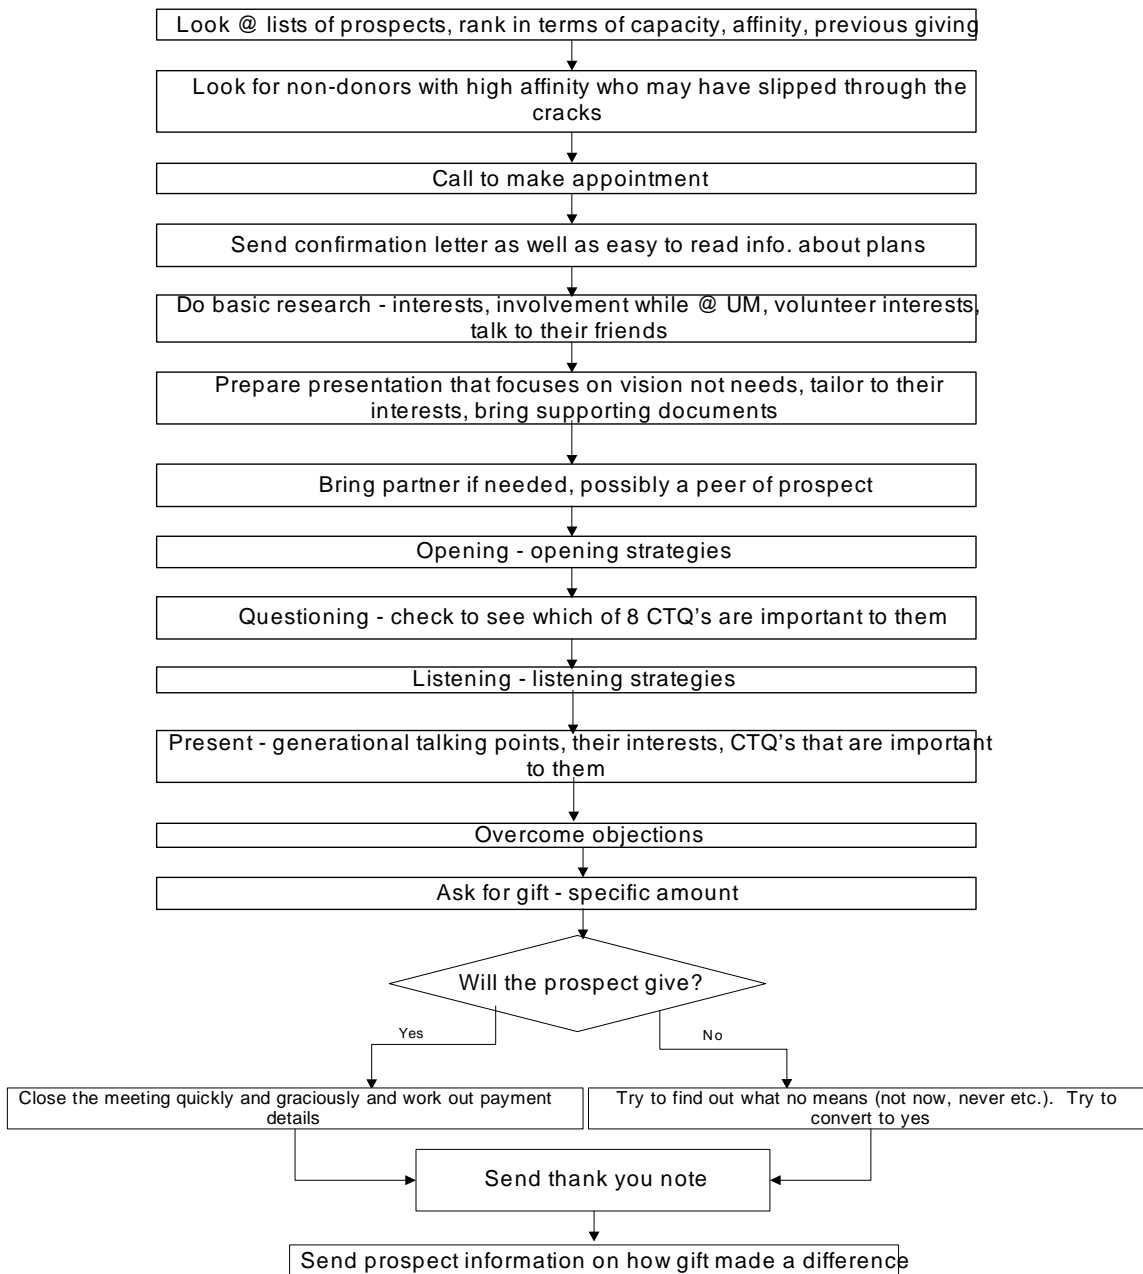 Look @ lists of prospects, rank in terms of capacity, affinity, previous giving
Look for non-donors with high affinity who may have slipped through the
cracks
Call to make appointment
Send confirmation letter as well as easy to read info. about plans
Do basic research - interests, involvement while @ UM, volunteer interests,
talk to their friends
Prepare presentation that focuses on vision not needs, tailor to their
interests, bring supporting documents
Bring partner if needed, possibly a peer of prospect
Opening - opening strategies
Questioning - check to see which of 8 CTQ's are important to them
Listening - listening strategies
Present - generational talking points, their interests, CTQ's that are important
to them
Overcome objections
Ask for gift - specific amount
Will the prospect give?
Yes
No
Close the meeting quickly and graciously and work out payment
details
Try to find out what no means (not now, never etc.).  Try to
convert to yes
Send thank you note
Send prospect information on how gift made a difference